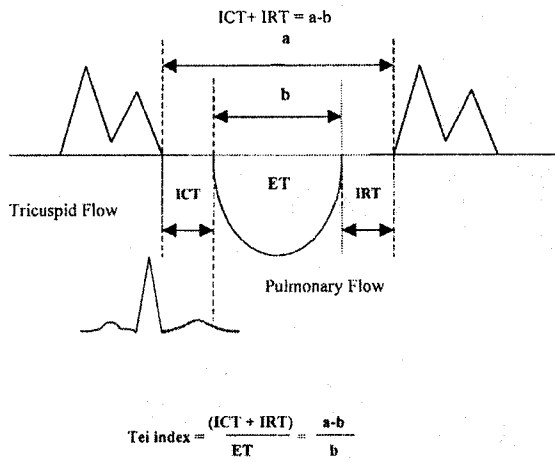 ICT+ IRT = a-b
a
b
ICT
ET
IRT
Tricuspid Flow
Pulmonary Flow
Tei index = (ICT + IRT) / ET = a-b / b